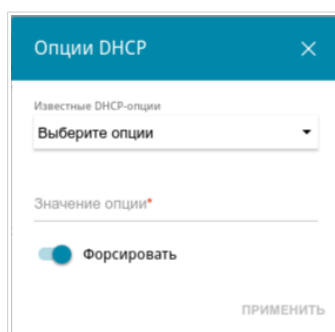 Опции DHCP
Известные DHCP-опции
Выберите опции
Значение опции*
Форсировать
ПРИМЕНИТЬ